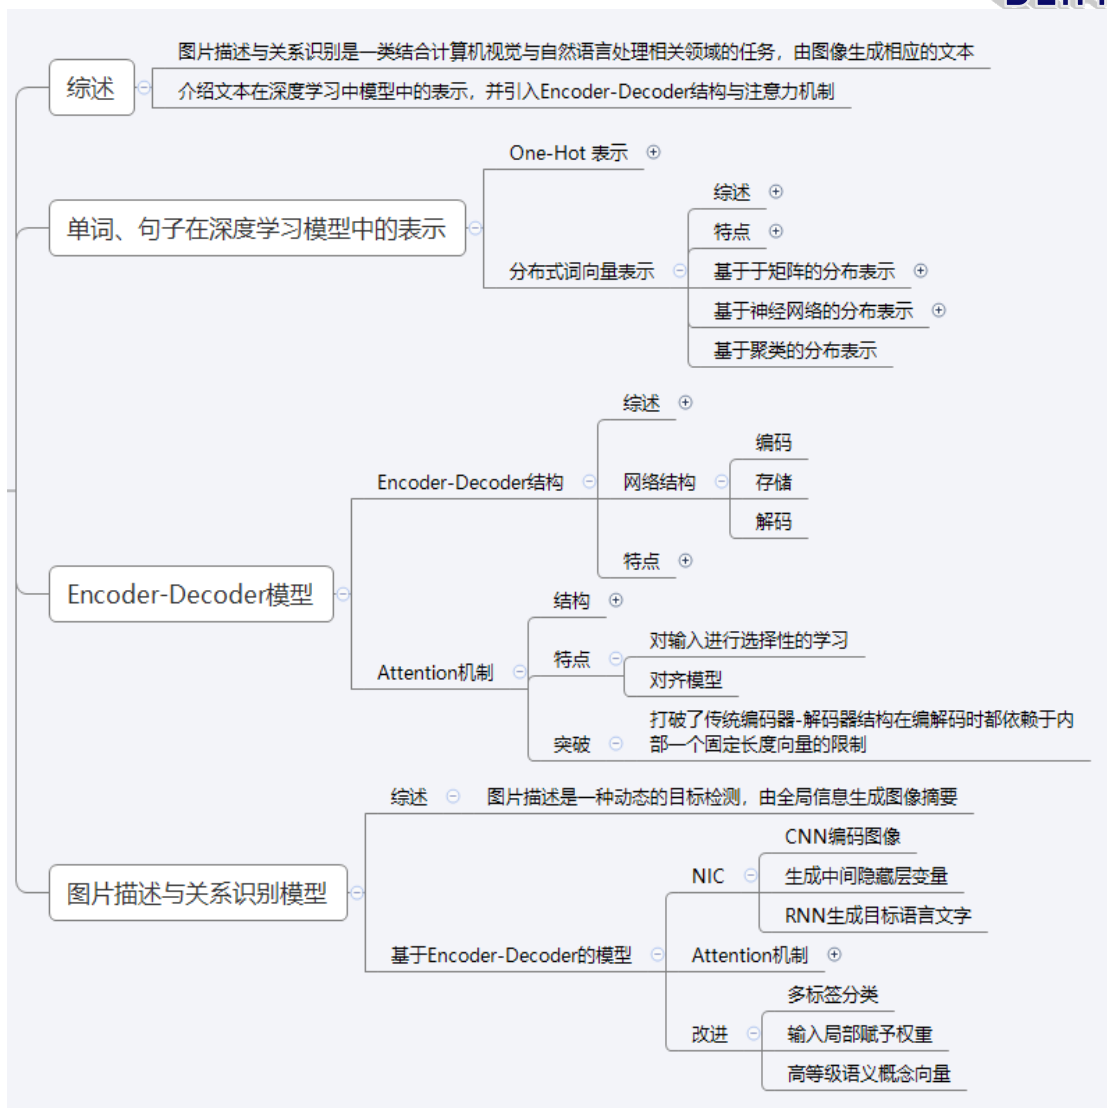 综述
图片描述与关系识别是一类结合计算机视觉与自然语言处理相关领域的任务，由图像生成相应的文本
介绍文本在深度学习中模型中的表示，并引入Encoder-Decoder结构与注意力机制
单词、句子在深度学习模型中的表示
One-Hot 表示
分布式词向量表示
综述
特点
基于于矩阵的分布表示
基于神经网络的分布表示
基于聚类的分布表示
Encoder-Decoder模型
Encoder-Decoder结构
综述
网络结构
编码
存储
解码
特点
Attention机制
结构
特点
对输入进行选择性的学习
对齐模型
突破
打破了传统编码器-解码器结构在编解码时都依赖于内
部一个固定长度向量的限制
图片描述与关系识别模型
综述
图片描述是一种动态的目标检测，由全局信息生成图像摘要
基于Encoder-Decoder的模型
NIC
CNN编码图像
生成中间隐藏层变量
RNN生成目标语言文字
Attention机制
改进
多标签分类
输入局部赋予权重
高等级语义概念向量